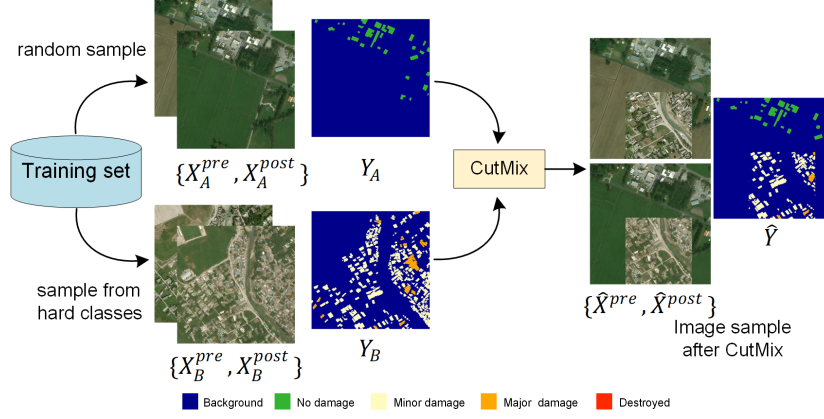 random sample
Training set
{X_A^{pre}, X_A^{post}}
Y_A
CutMix
sample from
hard classes
{X_B^{pre}, X_B^{post}}
Y_B
Ŷ
{X̂^{pre}, X̂^{post}}
Image sample
after CutMix
Background
No damage
Minor damage
Major damage
Destroyed